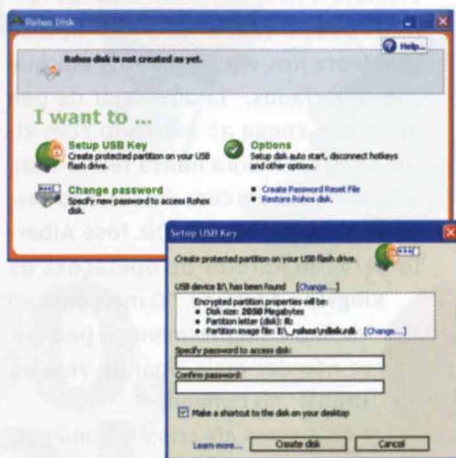 Rohos Disk
Help...
Rohos disk is not created as yet.
I want to ...
Setup USB Key
Create protected partition on your USB
flash drive.
Options
Setup disk auto start, disconnect hotkeys
and other options.
Change password
Specify new password to access Rohos
disk.
Create Password Reset File
Restore Rohos disk.
Setup USB Key
Create protected partition on your USB flash drive.
USB device I:\ has been found [Change...]
Encrypted partition properties will be:
Disk size: 2050 Megabytes
Partition letter (disk):
Partition image file: I:\_rohos\rdisk.rdi. [Change...]
Specify password to access disk:
Confirm password:
Make a shortcut to the disk on your desktop
Learn more...
Create disk
Cancel